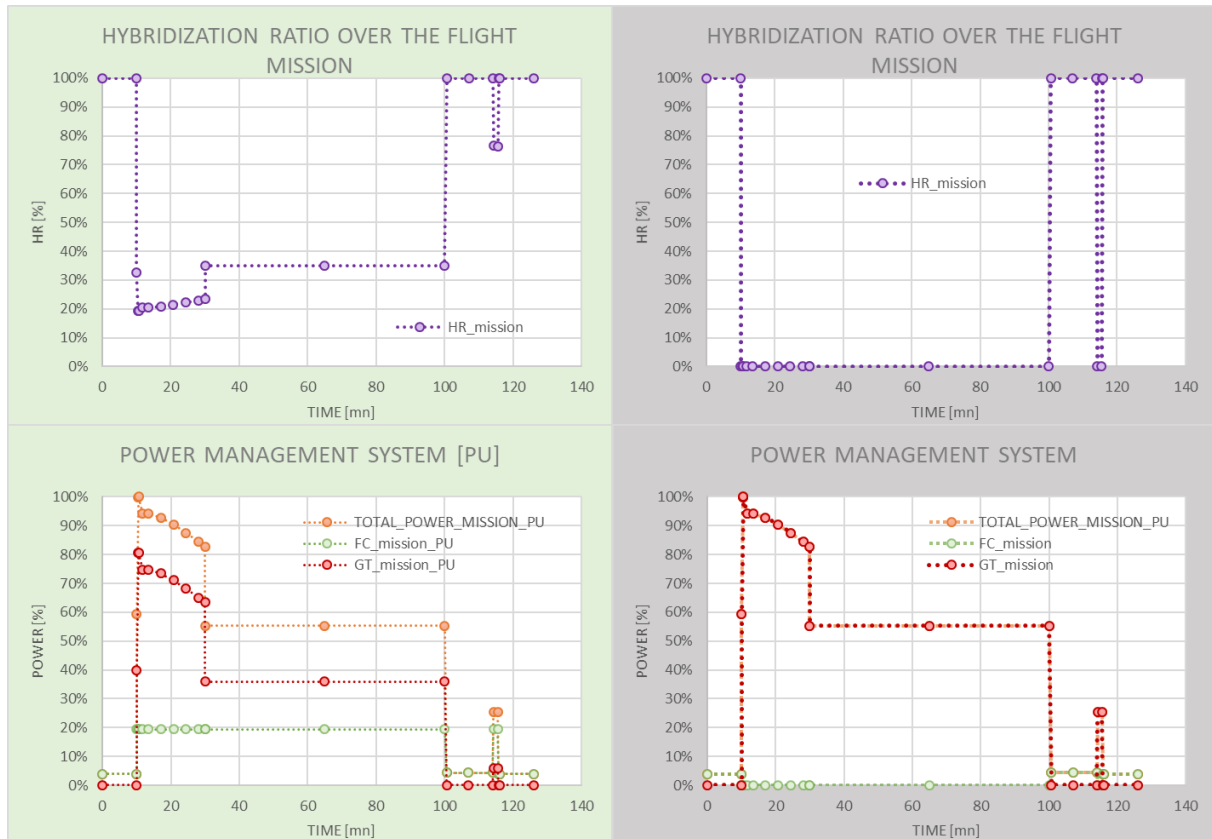 HYBRIDIZATION RATIO OVER THE FLIGHT
MISSION
100%
90%
80%
70%
60%
50%
40%
30%
20%
10%
0%
HR [%]
HR_mission
0 20 40 60 80 100 120 140
TIME [mn]
HYBRIDIZATION RATIO OVER THE FLIGHT
MISSION
100%
90%
80%
70%
60%
50%
40%
30%
20%
10%
0%
HR [%]
HR_mission
0 20 40 60 80 100 120 140
TIME [mn]
POWER MANAGEMENT SYSTEM [PU]
100%
90%
80%
70%
60%
50%
40%
30%
20%
10%
0%
POWER [%]
TOTAL_POWER_MISSION_PU
FC_mission_PU
GT_mission_PU
0 20 40 60 80 100 120 140
TIME [mn]
POWER MANAGEMENT SYSTEM
100%
90%
80%
70%
60%
50%
40%
30%
20%
10%
0%
POWER [%]
TOTAL_POWER_MISSION_PU
FC_mission
GT_mission
0 20 40 60 80 100 120 140
TIME [mn]